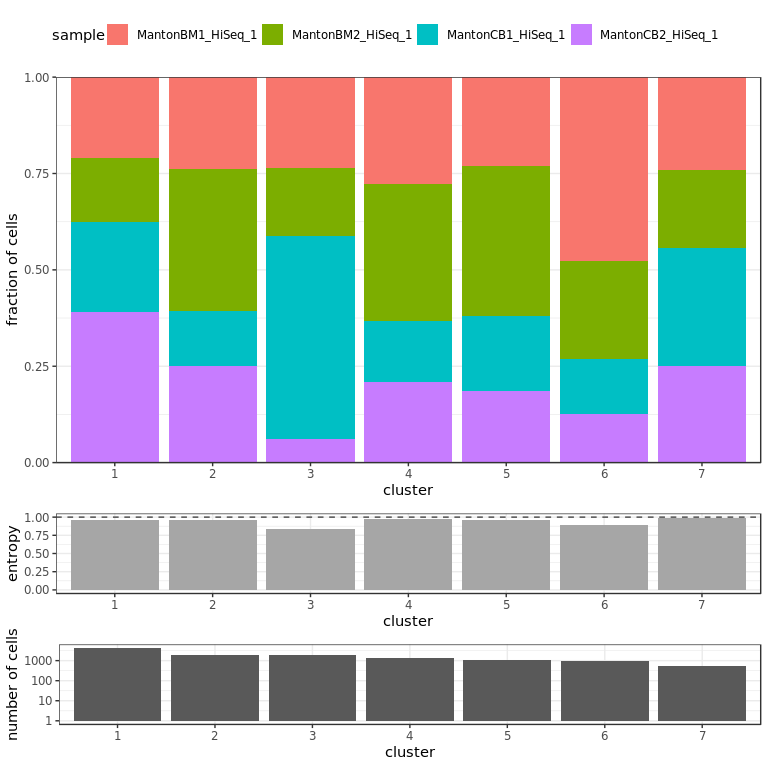 sample MantonBM1_HiSeq_1 MantonBM2_HiSeq_1 MantonCB1_HiSeq_1 MantonCB2_HiSeq_1
fraction of cells
1.00
0.75
0.50
0.25
0.00
1 2 3 4 5 6 7
cluster
entropy
1.00
0.75
0.50
0.25
0.00
1 2 3 4 5 6 7
cluster
number of cells
1000
100
10
1
1 2 3 4 5 6 7
cluster